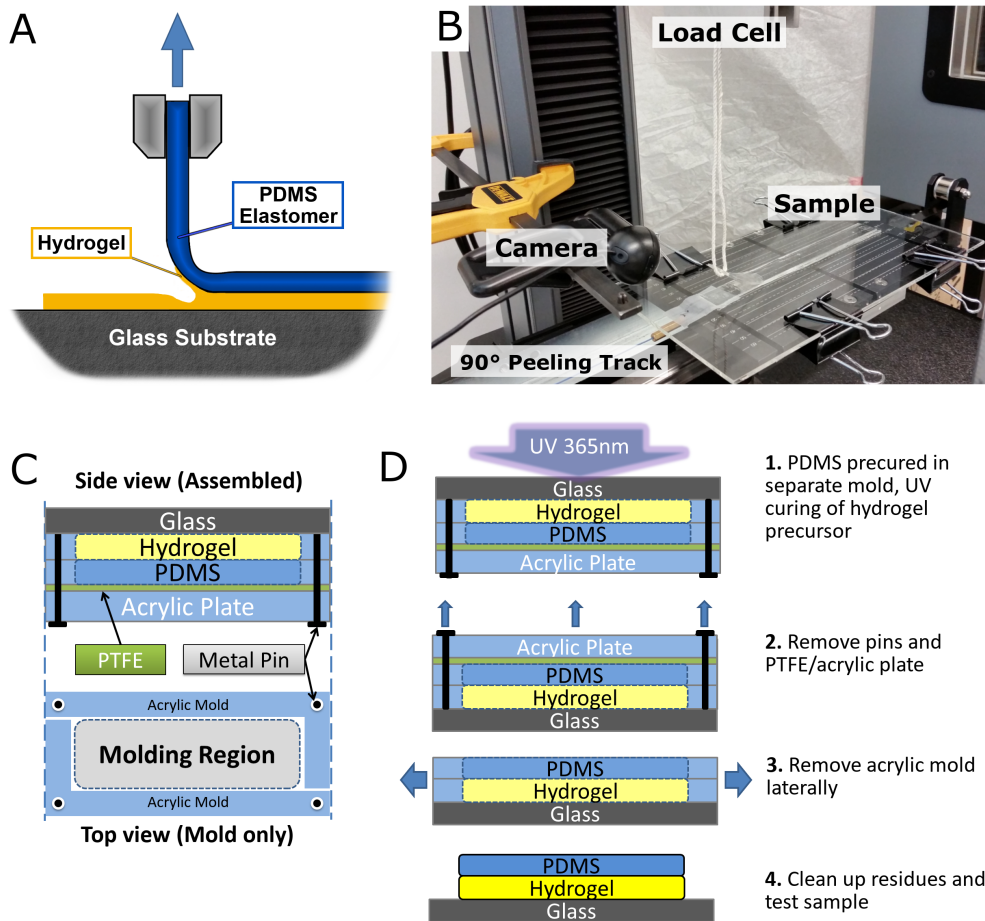 A
PDMS
Elastomer
Hydrogel
Glass Substrate
B
Load Cell
Sample
Camera
DEWALT
90° Peeling Track
C
Side view (Assembled)
Glass
Hydrogel
PDMS
Acrylic Plate
PTFE
Metal Pin
Acrylic Mold
Molding Region
Acrylic Mold
Top view (Mold only)
D
UV 365nm
Glass
Hydrogel
PDMS
Acrylic Plate
1. PDMS precured in
separate mold, UV
curing of hydrogel
precursor
Acrylic Plate
PDMS
Hydrogel
Glass
2. Remove pins and
PTFE/acrylic plate
PDMS
Hydrogel
Glass
3. Remove acrylic mold
laterally
PDMS
Hydrogel
Glass
4. Clean up residues and
test sample